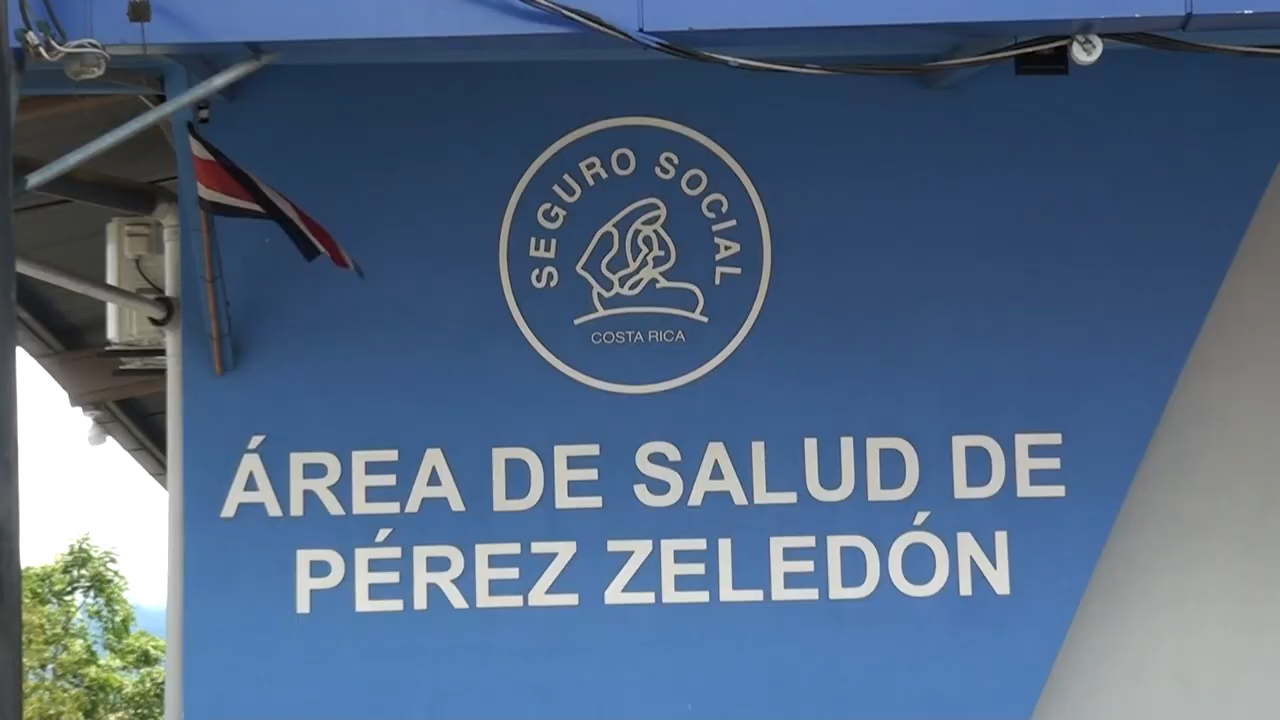 SEGURO SOCIAL
COSTA RICA
ÁREA DE SALUD DE
PÉREZ ZELEDÓN